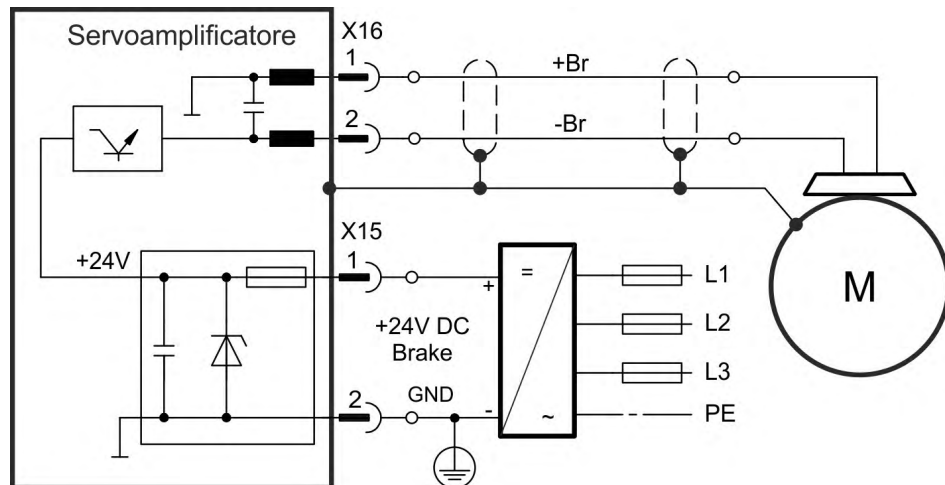 Servoamplificatore
X16
1
+Br
2
-Br
X15
+24V
1
+
=
L1
+24V DC
Brake
L2
L3
2
GND
-
~
PE
M